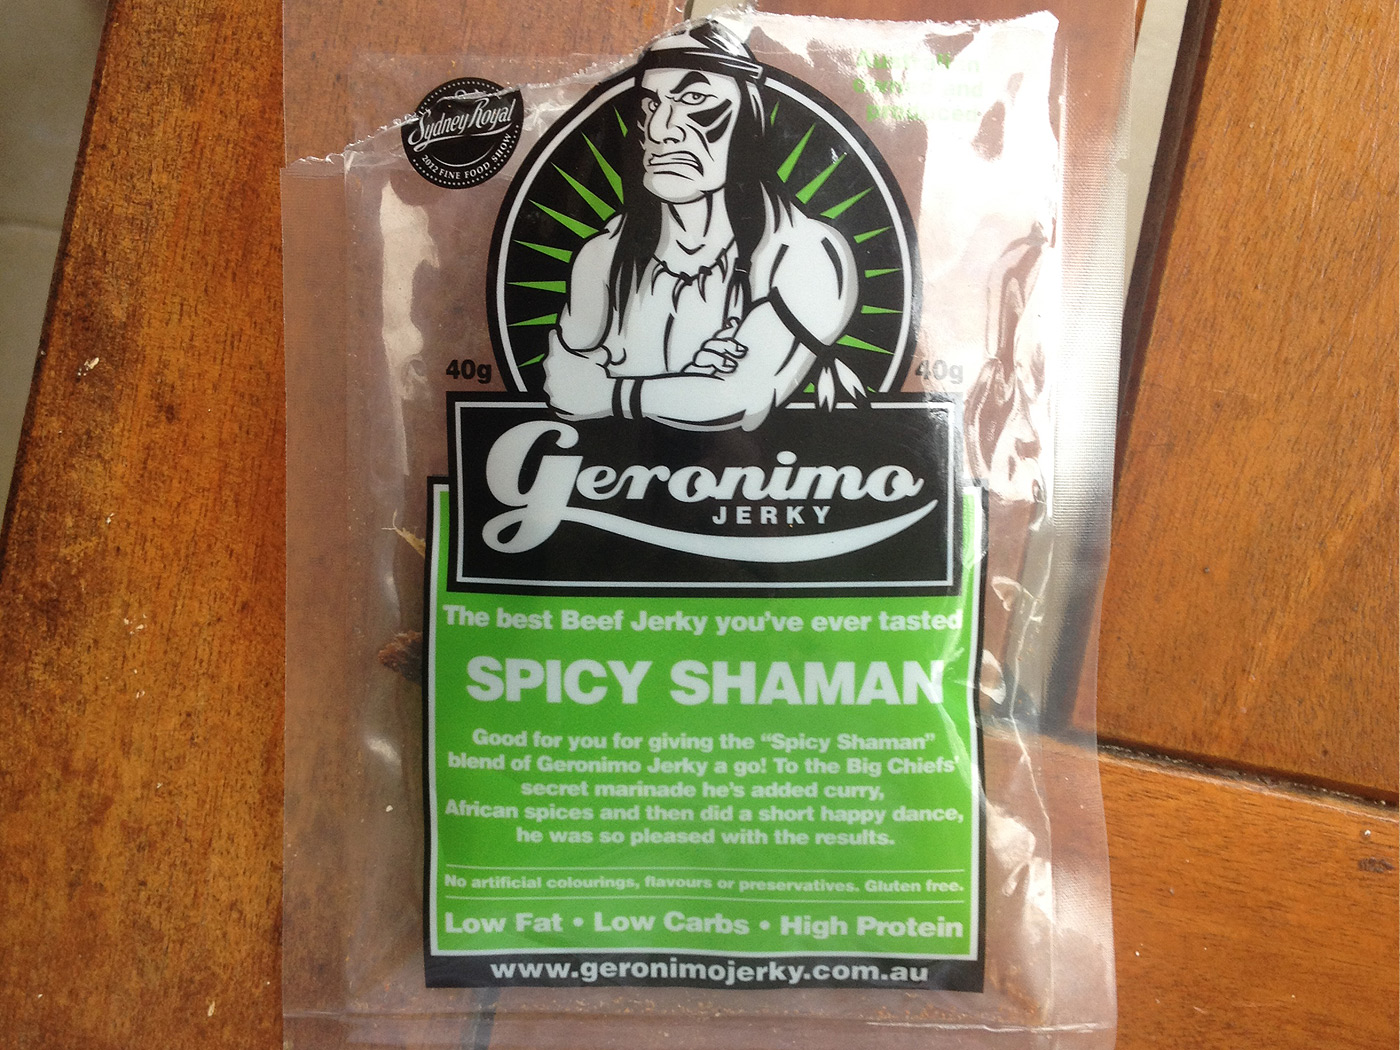 Sydney Royal
2012 FINE FOOD SHOW
Australian
and
produced
40g
40g
Geronimo
JERKY
The best Beef Jerky you've ever tasted
SPICY SHAMAN
Good for you for giving the “Spicy Shaman”
blend of Geronimo Jerky a go! To the Big Chiefs'
secret marinade he's added curry,
African spices and then did a short happy dance,
he was so pleased with the results.
No artificial colourings, flavours or preservatives. Gluten free.
Low Fat • Low Carbs • High Protein
www.geronimojerky.com.au